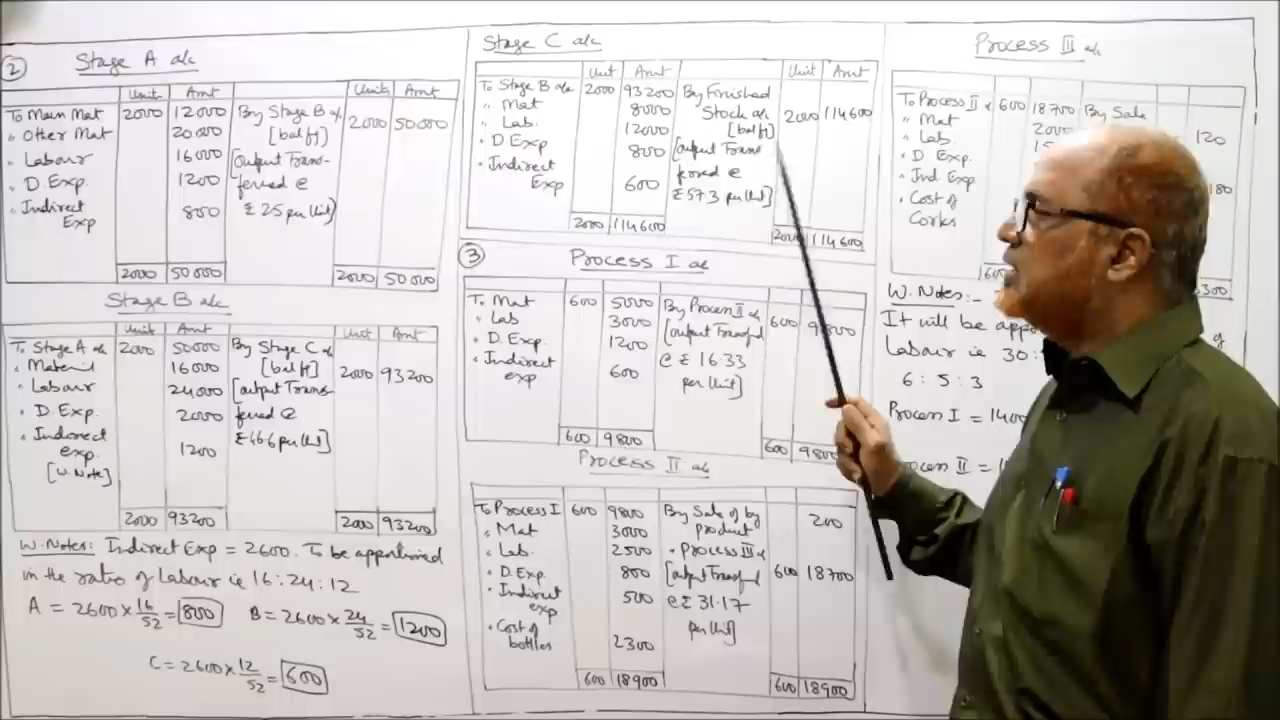 2
Stage A a/c
Units Amt Units Amt
To Main Mat 2000 12000 By Stage B a/c 2000 50000
" Other Mat 20000 [bal f]
" Labour 16000 [output Trans-
" D Exp. 1200 ferred @
" Indirect Exp 800 ₹ 25 per Unit]
2000 50000 2000 50000
Stage B a/c
Unit Amt Unit Amt
To Stage A a/c 2000 50000 By Stage C a/c 2000 93200
" Material 16000 [bal f]
" Labour 24000 [output Trans-
" D Exp. 2000 ferred @
" Indirect exp. 1200 ₹ 46.6 per Unit]
[W.Note]
2000 93200 2000 93200
W.Notes: Indirect Exp = 2600. To be apportioned
in the ratio of Labour ie 16:24:12
A = 2600 x 16/52 = 800 B = 2600 x 24/52 = 1200
C = 2600 x 12/52 = 600
Stage C a/c
Unit Amt Unit Amt
To Stage B a/c 2000 93200 By Finished
" Mat 8000 Stock a/c 2000 114600
" Lab. 12000 [bal f]
" D Exp 800 [output Trans
" Indirect Exp 600 ferred @
₹ 57.3 per Unit]
2000 114600 2000 114600
3
Process I a/c
To Mat 600 5000 By Process II a/c 600
" Lab 3000 [output Transfd
" D. Exp. 1200 @ ₹ 16.33
" Indirect exp 600 per Unit]
600 9800 600
Process II a/c
To Process I 600 9800 By Sale of by product 200
" Mat 3000 " Process III a/c 600 18700
" Lab. 2500 [output Transfd
" D.Exp 800 @ ₹ 31.17
" Indirect exp 500 per Unit]
" Cost of bottles 2300
600 18900 600 18900
Process III a/c
To Process II a/c 600 18700 By Sale 120
" Mat
" Lab
" D Exp.
" Ind. Exp
" Cost of Corks
W.Notes:-
It will be
Labour ie 30:
6 : 5 : 3
Process I =
Process II =